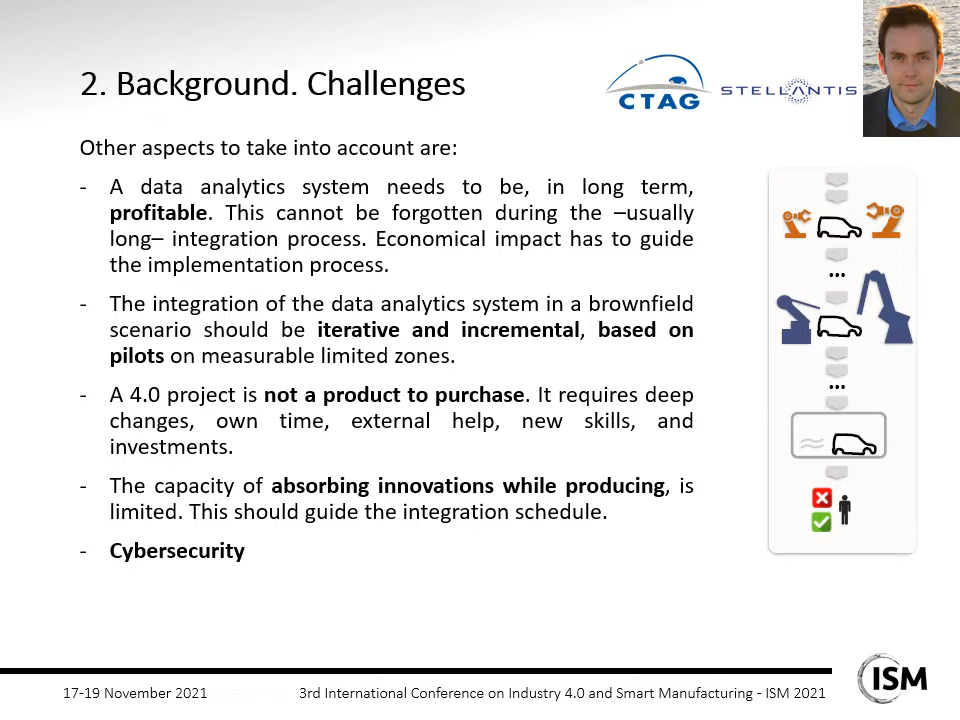 2. Background. Challenges
CTAG
STELLANTIS
Other aspects to take into account are:
- A data analytics system needs to be, in long term,
profitable. This cannot be forgotten during the –usually
long– integration process. Economical impact has to guide
the implementation process.
- The integration of the data analytics system in a brownfield
scenario should be iterative and incremental, based on
pilots on measurable limited zones.
- A 4.0 project is not a product to purchase. It requires deep
changes, own time, external help, new skills, and
investments.
- The capacity of absorbing innovations while producing, is
limited. This should guide the integration schedule.
- Cybersecurity
...
...
17-19 November 2021
3rd International Conference on Industry 4.0 and Smart Manufacturing - ISM 2021
ISM